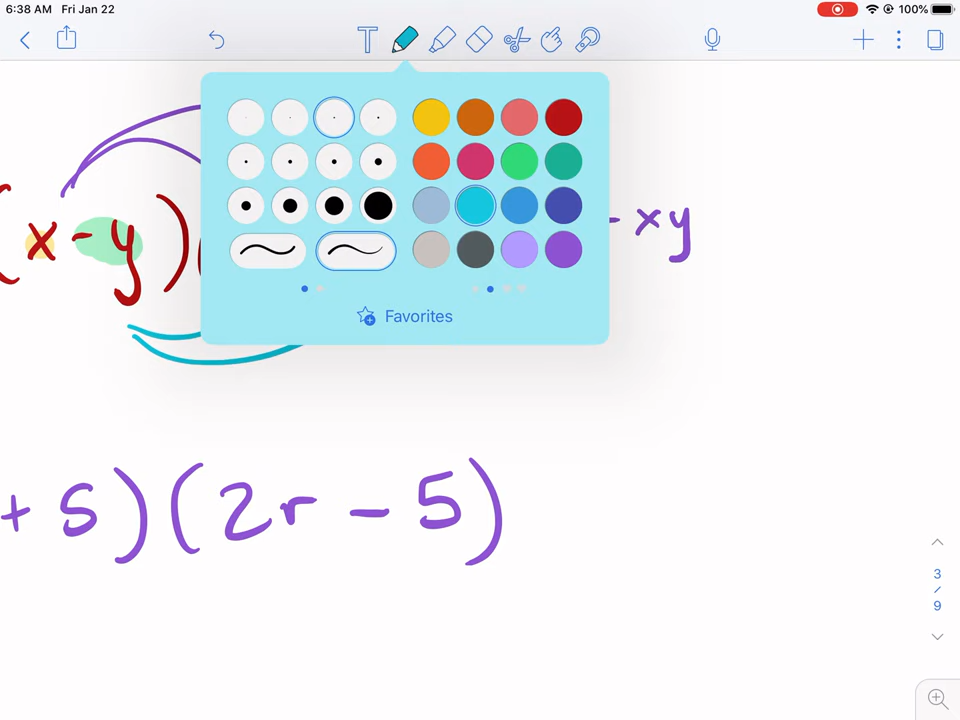 6:38 AM Fri Jan 22 100%
T
(x - y) ( - xy
Favorites
+ 5) (2r - 5)
3
/
9